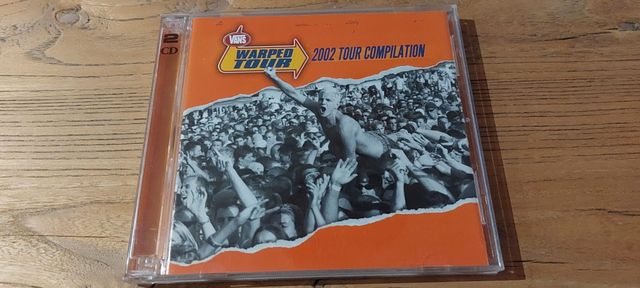 2
CD
VANS
WARPED
TOUR
2002 TOUR COMPILATION